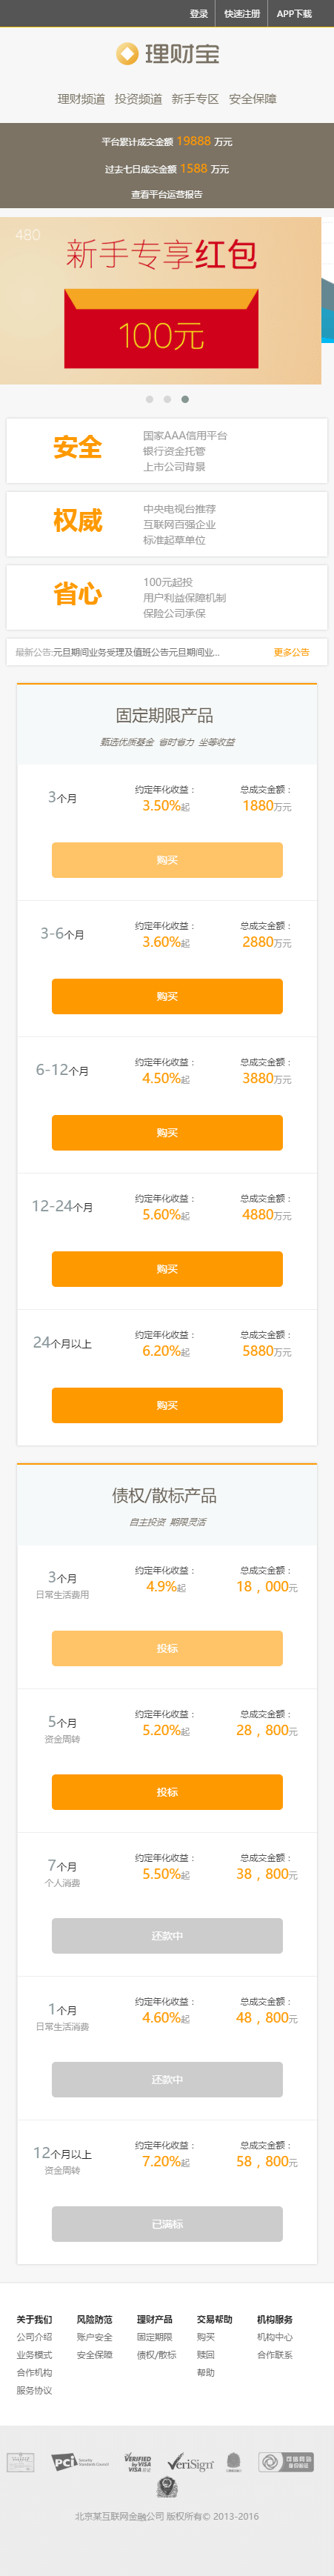 登录 快速注册 APP下载
理财宝
理财频道 投资频道 新手专区 安全保障
平台累计成交金额 19888 万元
过去七日成交金额 1588 万元
查看平台运营报告
480
新手专享红包
100元
安全
国家AAA信用平台
银行资金托管
上市公司背景
权威
中央电视台推荐
互联网百强企业
标准起草单位
省心
100元起投
用户利益保障机制
保险公司承保
最新公告:元旦期间业务受理及值班公告元旦期间业... 更多公告
固定期限产品
甄选优质基金 省时省力 坐等收益
3个月
约定年化收益：
3.50%起
总成交金额：
1880万元
购买
3-6个月
约定年化收益：
3.60%起
总成交金额：
2880万元
购买
6-12个月
约定年化收益：
4.50%起
总成交金额：
3880万元
购买
12-24个月
约定年化收益：
5.60%起
总成交金额：
4880万元
购买
24个月以上
约定年化收益：
6.20%起
总成交金额：
5880万元
购买
债权/散标产品
自主投资 期限灵活
3个月
日常生活费用
约定年化收益：
4.9%起
总成交金额：
18，000元
投标
5个月
资金周转
约定年化收益：
5.20%起
总成交金额：
28，800元
投标
7个月
个人消费
约定年化收益：
5.50%起
总成交金额：
38，800元
还款中
1个月
日常生活消费
约定年化收益：
4.60%起
总成交金额：
48，800元
还款中
12个月以上
资金周转
约定年化收益：
7.20%起
总成交金额：
58，800元
已满标
关于我们 风险防范 理财产品 交易帮助 机构服务
公司介绍 账户安全 固定期限 购买 机构中心
业务模式 安全保障 债权/散标 赎回 合作联系
合作机构 帮助
服务协议
PCI
VERIFIED by VISA
VeriSign
北京某互联网金融公司 版权所有© 2013-2016